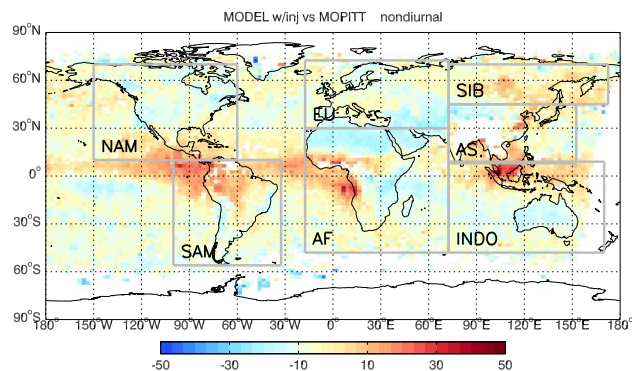 MODEL w/inj vs MOPITT nondiurnal
90°N
60°N
30°N
0°
30°S
60°S
90°S
SIB
EU
NAM
AS
SAM
AF
INDO
180°W 150°W 120°W 90°W 60°W 30°W 0° 30°E 60°E 90°E 120°E 150°E 180°E
-50 -30 -10 10 30 50